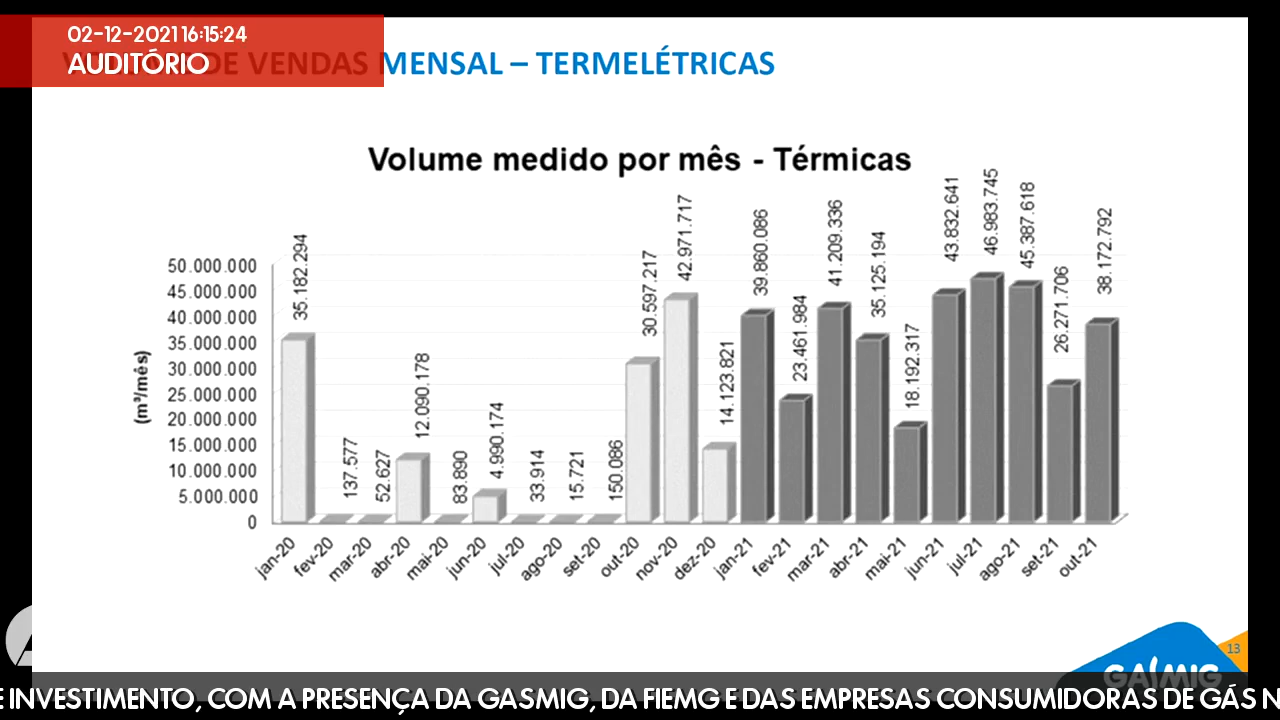 02-12-2021 16:15:24
AUDITÓRIO
DE VENDAS MENSAL – TERMELÉTRICAS
Volume medido por mês - Térmicas
(m³/mês)
50.000.000
45.000.000
40.000.000
35.000.000
30.000.000
25.000.000
20.000.000
15.000.000
10.000.000
5.000.000
0
35.182.294
137.577
52.627
12.090.178
83.890
4.990.174
33.914
15.721
150.086
30.597.217
42.971.717
14.123.821
39.860.086
23.461.984
41.209.336
35.125.194
18.192.317
43.832.641
46.983.745
45.387.618
26.271.706
38.172.792
jan-20
fev-20
mar-20
abr-20
mai-20
jun-20
jul-20
ago-20
set-20
out-20
nov-20
dez-20
jan-21
fev-21
mar-21
abr-21
mai-21
jun-21
jul-21
ago-21
set-21
out-21
13
GASMIG
E INVESTIMENTO, COM A PRESENÇA DA GASMIG, DA FIEMG E DAS EMPRESAS CONSUMIDORAS DE GÁS N